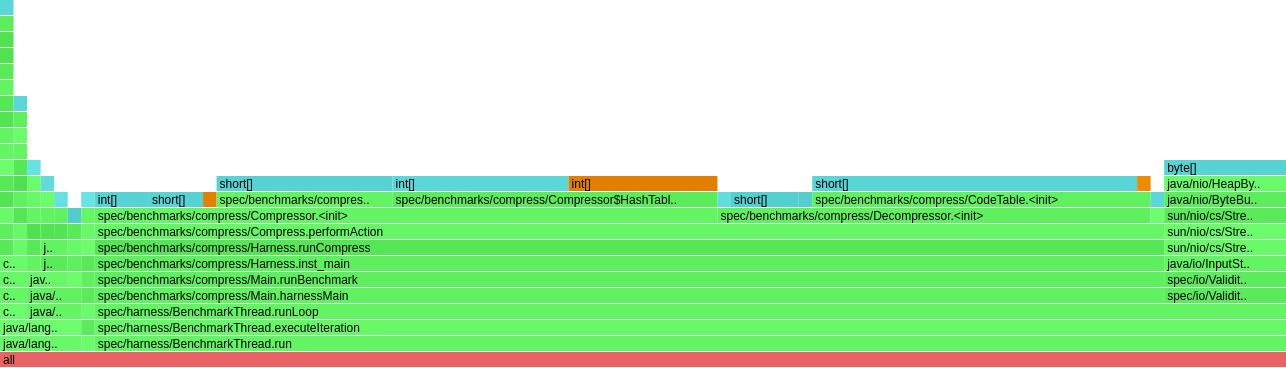 byte[]
short[] int[] int[] short[] java/nio/HeapBy..
int[] short[] spec/benchmarks/compres.. spec/benchmarks/compress/Compressor$HashTabl.. short[] spec/benchmarks/compress/CodeTable.<init> java/nio/ByteBu..
spec/benchmarks/compress/Compressor.<init> spec/benchmarks/compress/Decompressor.<init> sun/nio/cs/Stre..
spec/benchmarks/compress/Compress.performAction sun/nio/cs/Stre..
j.. spec/benchmarks/compress/Harness.runCompress sun/nio/cs/Stre..
c.. j.. spec/benchmarks/compress/Harness.inst_main java/io/InputSt..
c.. jav.. spec/benchmarks/compress/Main.runBenchmark spec/io/Validit..
c.. java/.. spec/benchmarks/compress/Main.harnessMain spec/io/Validit..
c.. java/.. spec/harness/BenchmarkThread.runLoop
java/lang.. spec/harness/BenchmarkThread.executeIteration
java/lang.. spec/harness/BenchmarkThread.run
all